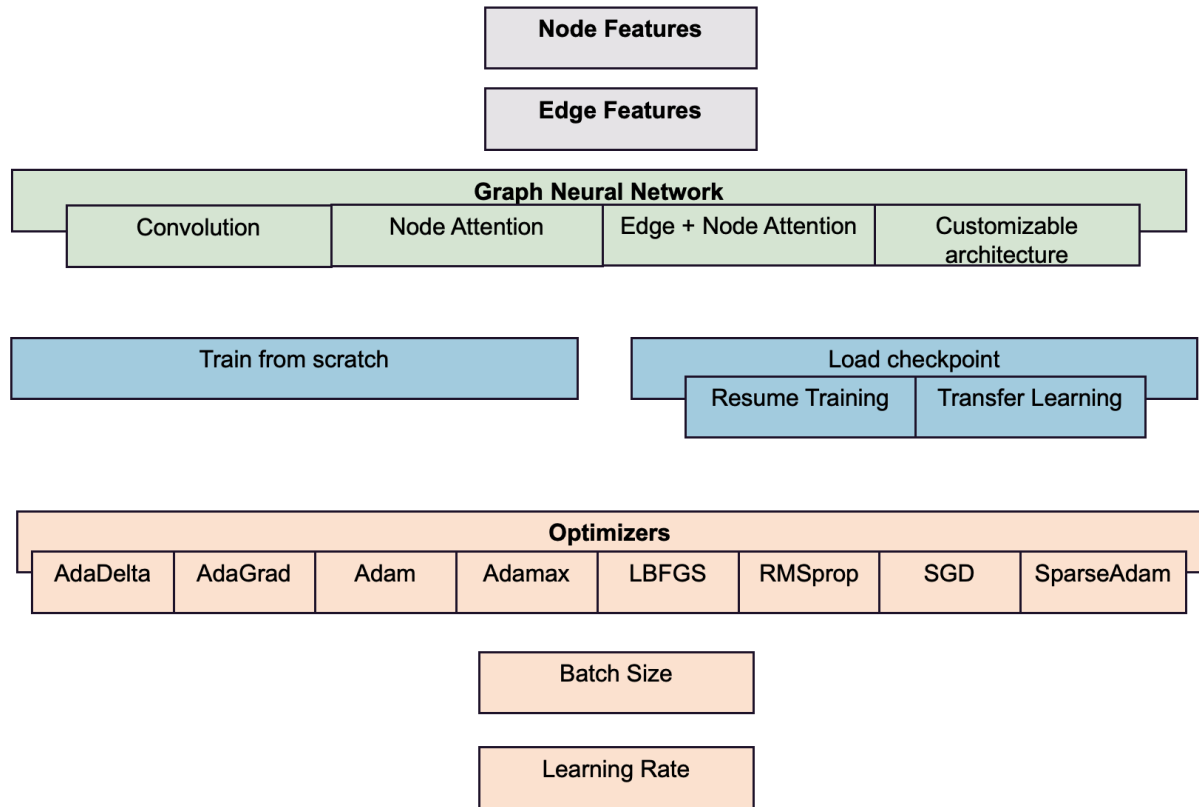 Node Features
Edge Features
Graph Neural Network
Convolution
Node Attention
Edge + Node Attention
Customizable
architecture
Train from scratch
Load checkpoint
Resume Training
Transfer Learning
Optimizers
AdaDelta
AdaGrad
Adam
Adamax
LBFGS
RMSprop
SGD
SparseAdam
Batch Size
Learning Rate